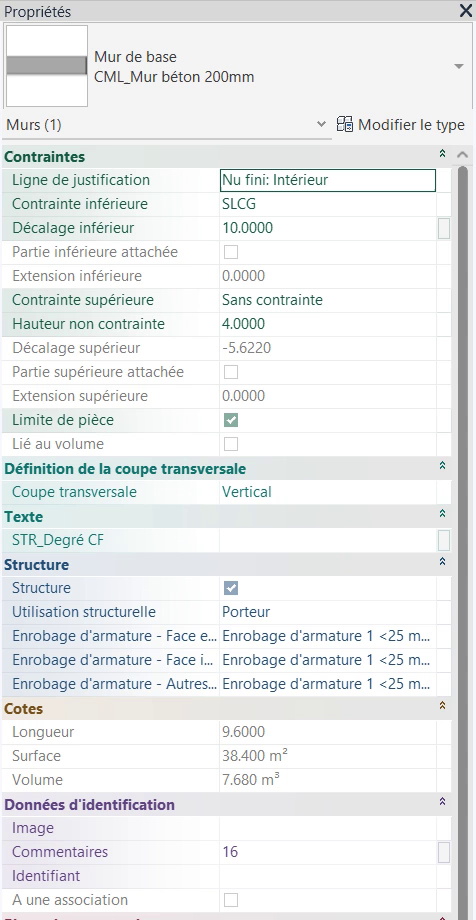 Propriétés
Mur de base
CML_Mur béton 200mm
Murs (1)
Modifier le type
Contraintes
Ligne de justification Nu fini: Intérieur
Contrainte inférieure SLCG
Décalage inférieur 10.0000
Partie inférieure attachée
Extension inférieure 0.0000
Contrainte supérieure Sans contrainte
Hauteur non contrainte 4.0000
Décalage supérieur -5.6220
Partie supérieure attachée
Extension supérieure 0.0000
Limite de pièce
Lié au volume
Définition de la coupe transversale
Coupe transversale Vertical
Texte
STR_Degré CF
Structure
Structure
Utilisation structurelle Porteur
Enrobage d'armature - Face e... Enrobage d'armature 1 <25 m...
Enrobage d'armature - Face i... Enrobage d'armature 1 <25 m...
Enrobage d'armature - Autres... Enrobage d'armature 1 <25 m...
Cotes
Longueur 9.6000
Surface 38.400 m²
Volume 7.680 m³
Données d'identification
Image
Commentaires 16
Identifiant
A une association